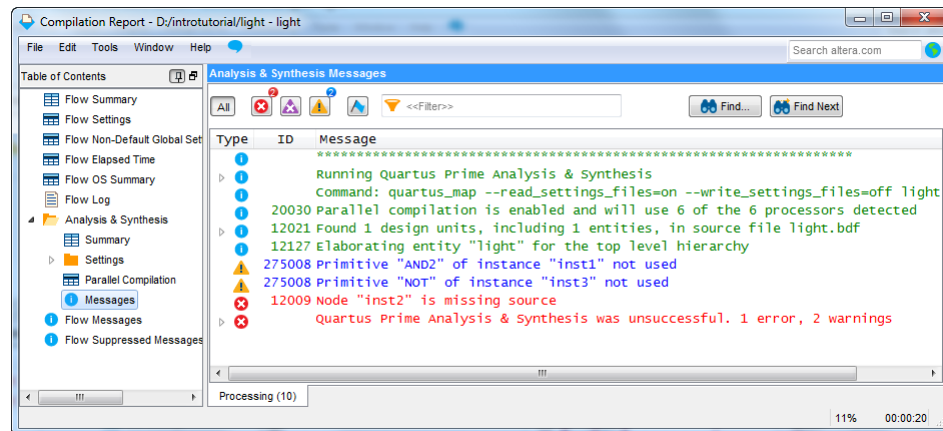 Compilation Report - D:/introtutorial/light - light
File Edit Tools Window Help
Search altera.com
Table of Contents
Flow Summary
Flow Settings
Flow Non-Default Global Set
Flow Elapsed Time
Flow OS Summary
Flow Log
Analysis & Synthesis
Summary
Settings
Parallel Compilation
Messages
Flow Messages
Flow Suppressed Messages
Analysis & Synthesis Messages
All 2 2 <<Filter>> Find... Find Next
Type ID Message
*******************************************************************
Running Quartus Prime Analysis & Synthesis
Command: quartus_map --read_settings_files=on --write_settings_files=off light
20030 Parallel compilation is enabled and will use 6 of the 6 processors detected
12021 Found 1 design units, including 1 entities, in source file light.bdf
12127 Elaborating entity "light" for the top level hierarchy
275008 Primitive "AND2" of instance "inst1" not used
275008 Primitive "NOT" of instance "inst3" not used
12009 Node "inst2" is missing source
Quartus Prime Analysis & Synthesis was unsuccessful. 1 error, 2 warnings
Processing (10)
11% 00:00:20